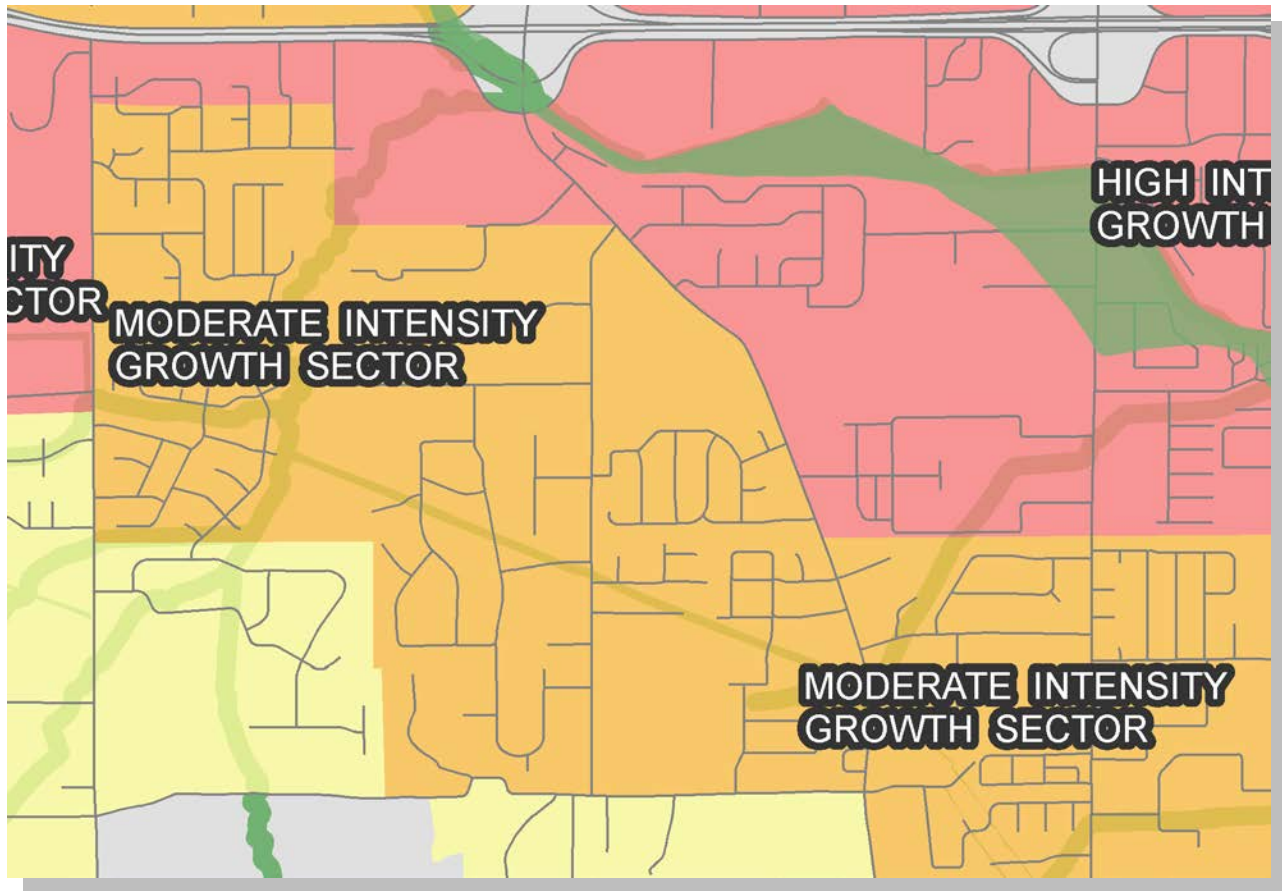 HIGH INT
GROWTH
ITY
CTOR
MODERATE INTENSITY
GROWTH SECTOR
MODERATE INTENSITY
GROWTH SECTOR